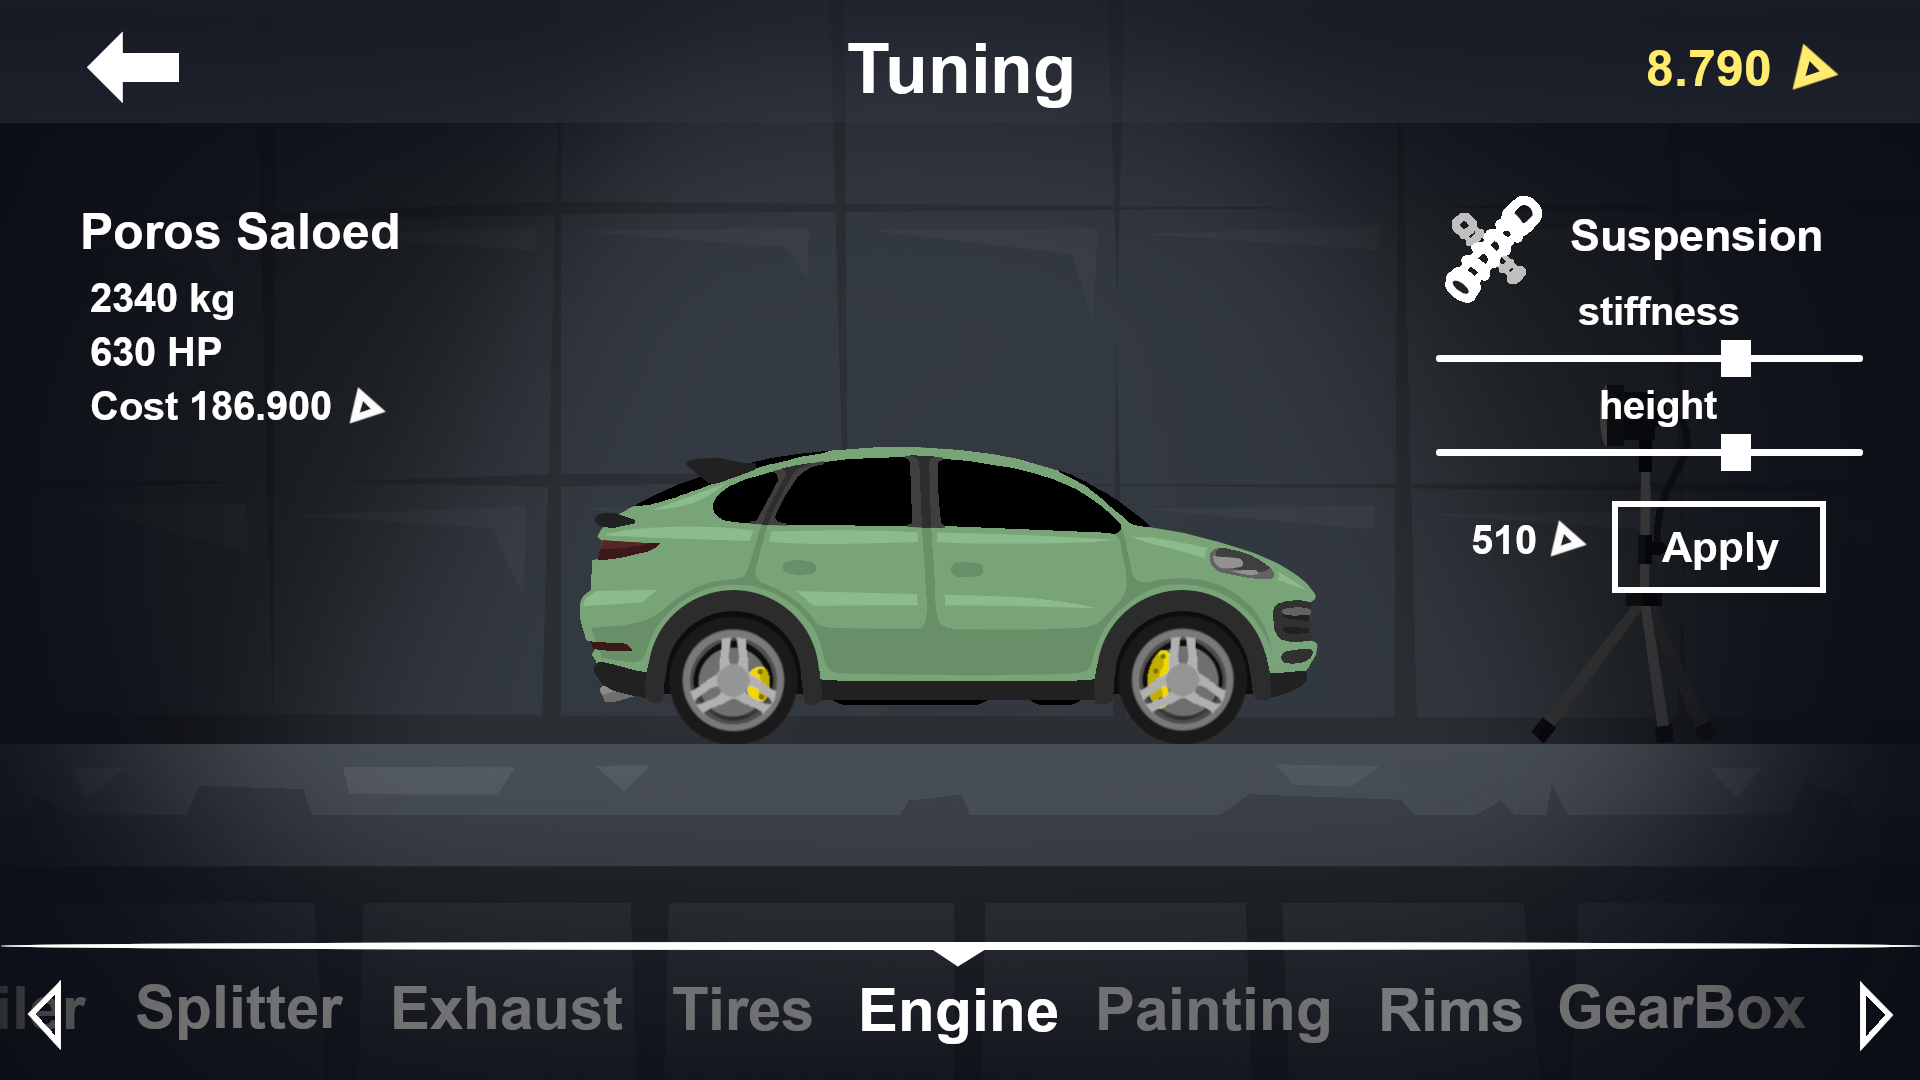 Tuning
8.790
Poros Saloed
2340 kg
630 HP
Cost 186.900
Suspension
stiffness
height
510
Apply
Splitter Exhaust Tires Engine Painting Rims GearBox